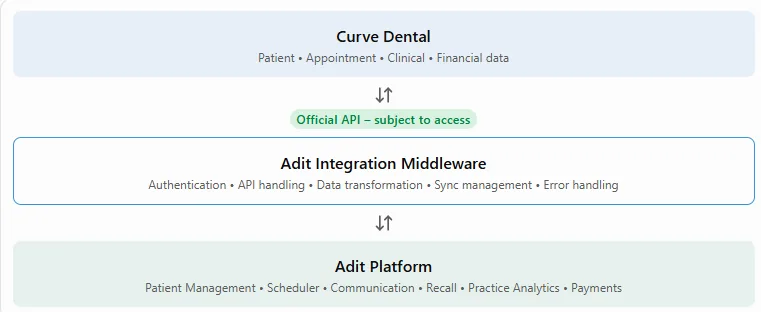 Curve Dental
Patient • Appointment • Clinical • Financial data
Official API – subject to access
Adit Integration Middleware
Authentication • API handling • Data transformation • Sync management • Error handling
Adit Platform
Patient Management • Scheduler • Communication • Recall • Practice Analytics • Payments